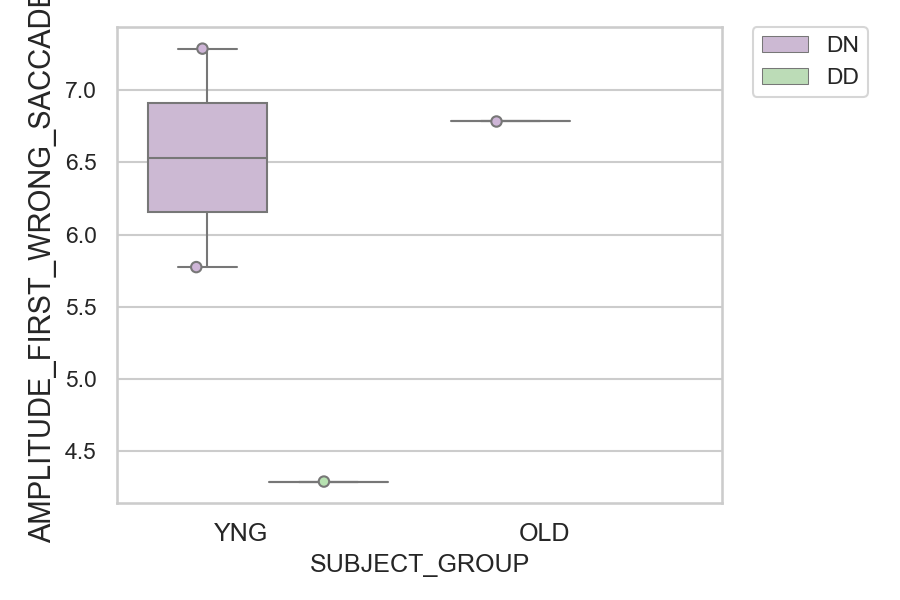 AMPLITUDE_FIRST_WRONG_SACCADE
7.0
6.5
6.0
5.5
5.0
4.5
YNG
OLD
SUBJECT_GROUP
DN
DD